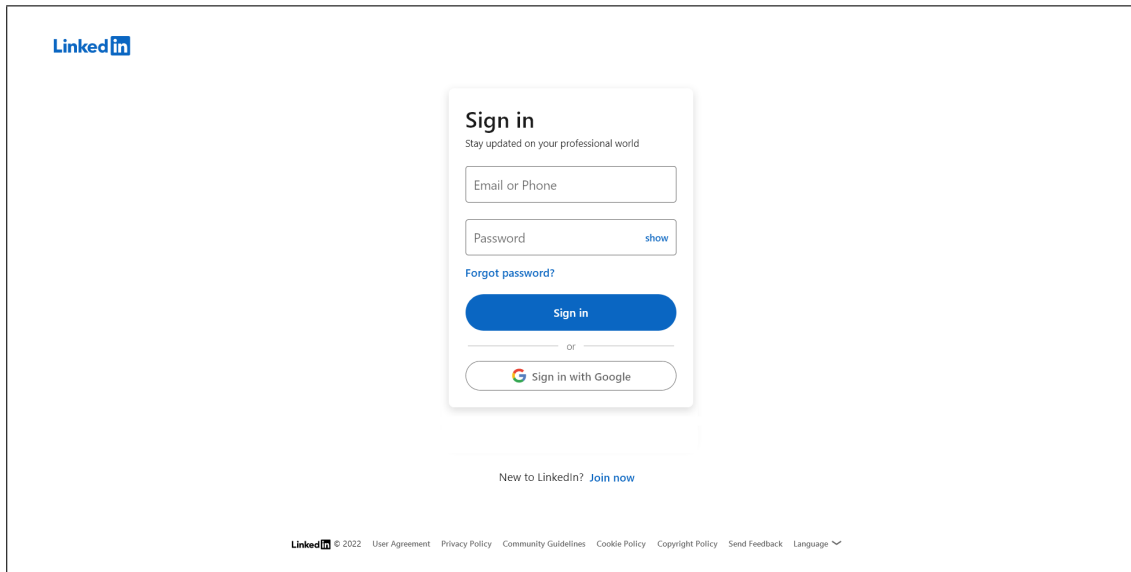 Linked in
Sign in
Stay updated on your professional world
Email or Phone
Password show
Forgot password?
Sign in
or
Sign in with Google
New to LinkedIn? Join now
Linked in © 2022 User Agreement Privacy Policy Community Guidelines Cookie Policy Copyright Policy Send Feedback Language